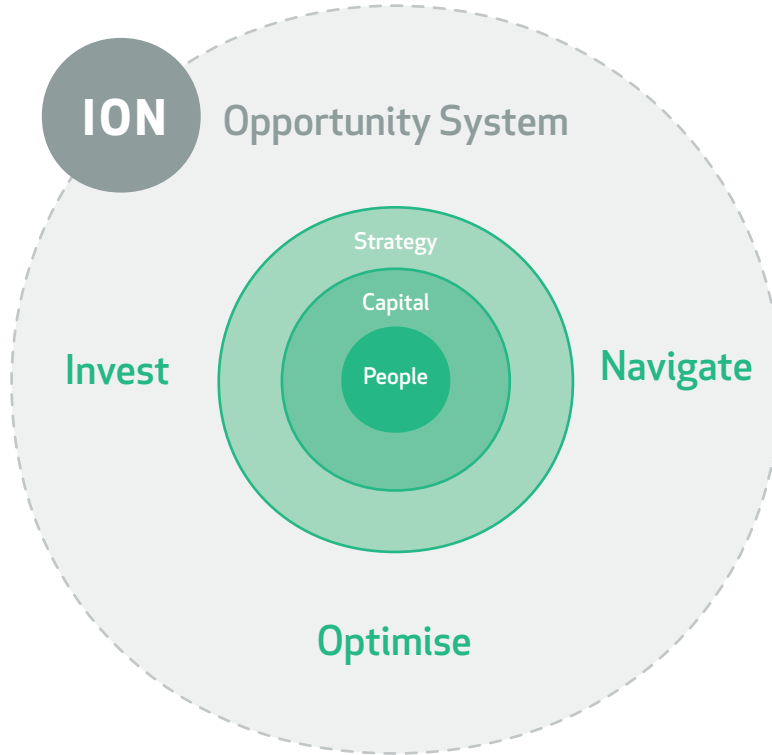 ION
Opportunity System
Strategy
Capital
People
Invest
Navigate
Optimise